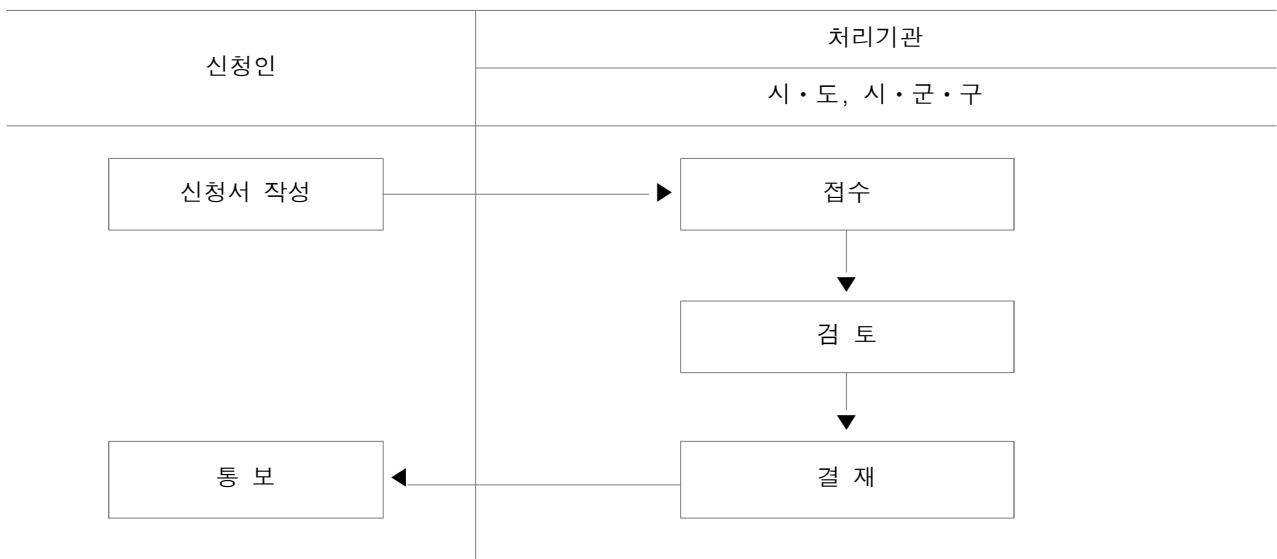 신청인
처리기관
시·도, 시·군·구
신청서 작성
접수
검 토
통 보
결 재